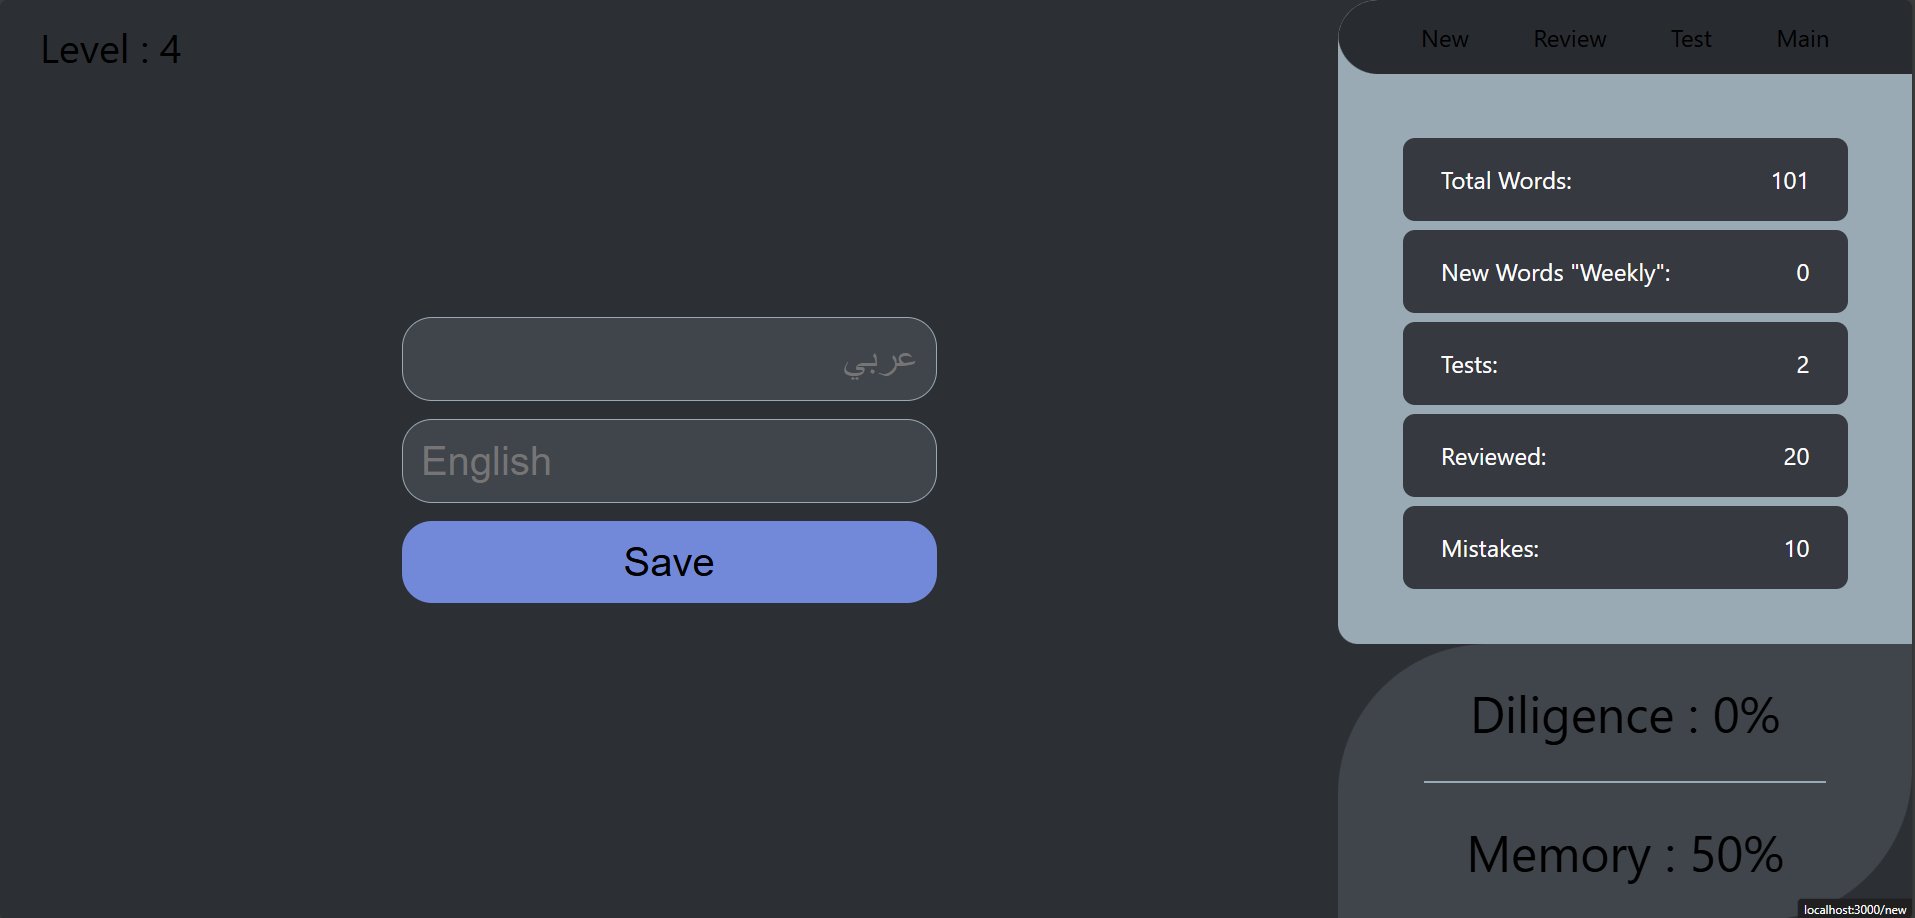 Level : 4
New Review Test Main
Total Words: 101
New Words "Weekly": 0
Tests: 2
Reviewed: 20
Mistakes: 10
عربي
English
Save
Diligence : 0%
Memory : 50%
localhost:3000/new